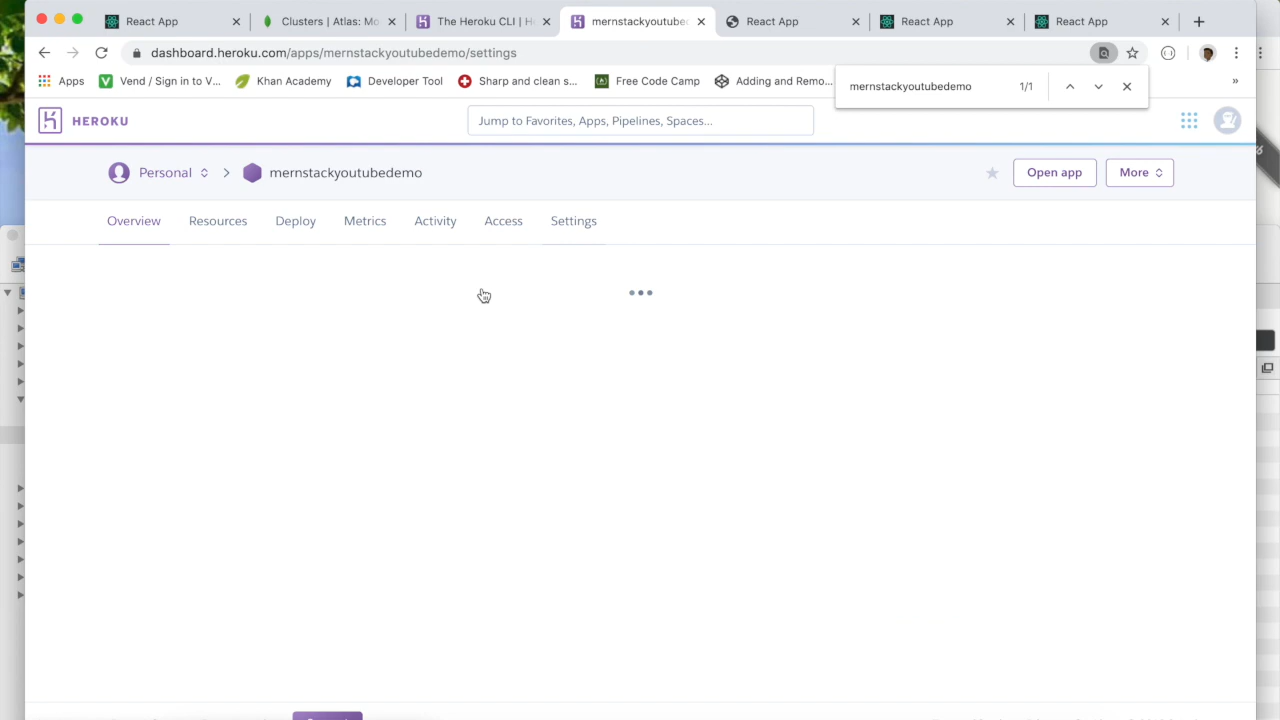 React App
Clusters | Atlas: Mo
The Heroku CLI | He
mernstackyoutubede
React App
React App
React App
dashboard.heroku.com/apps/mernstackyoutubedemo/settings
Apps
Vend / Sign in to V...
Khan Academy
Developer Tool
Sharp and clean s...
Free Code Camp
Adding and Remo...
»
mernstackyoutubedemo
1/1
HEROKU
Jump to Favorites, Apps, Pipelines, Spaces...
Personal
mernstackyoutubedemo
Open app
More
Overview
Resources
Deploy
Metrics
Activity
Access
Settings